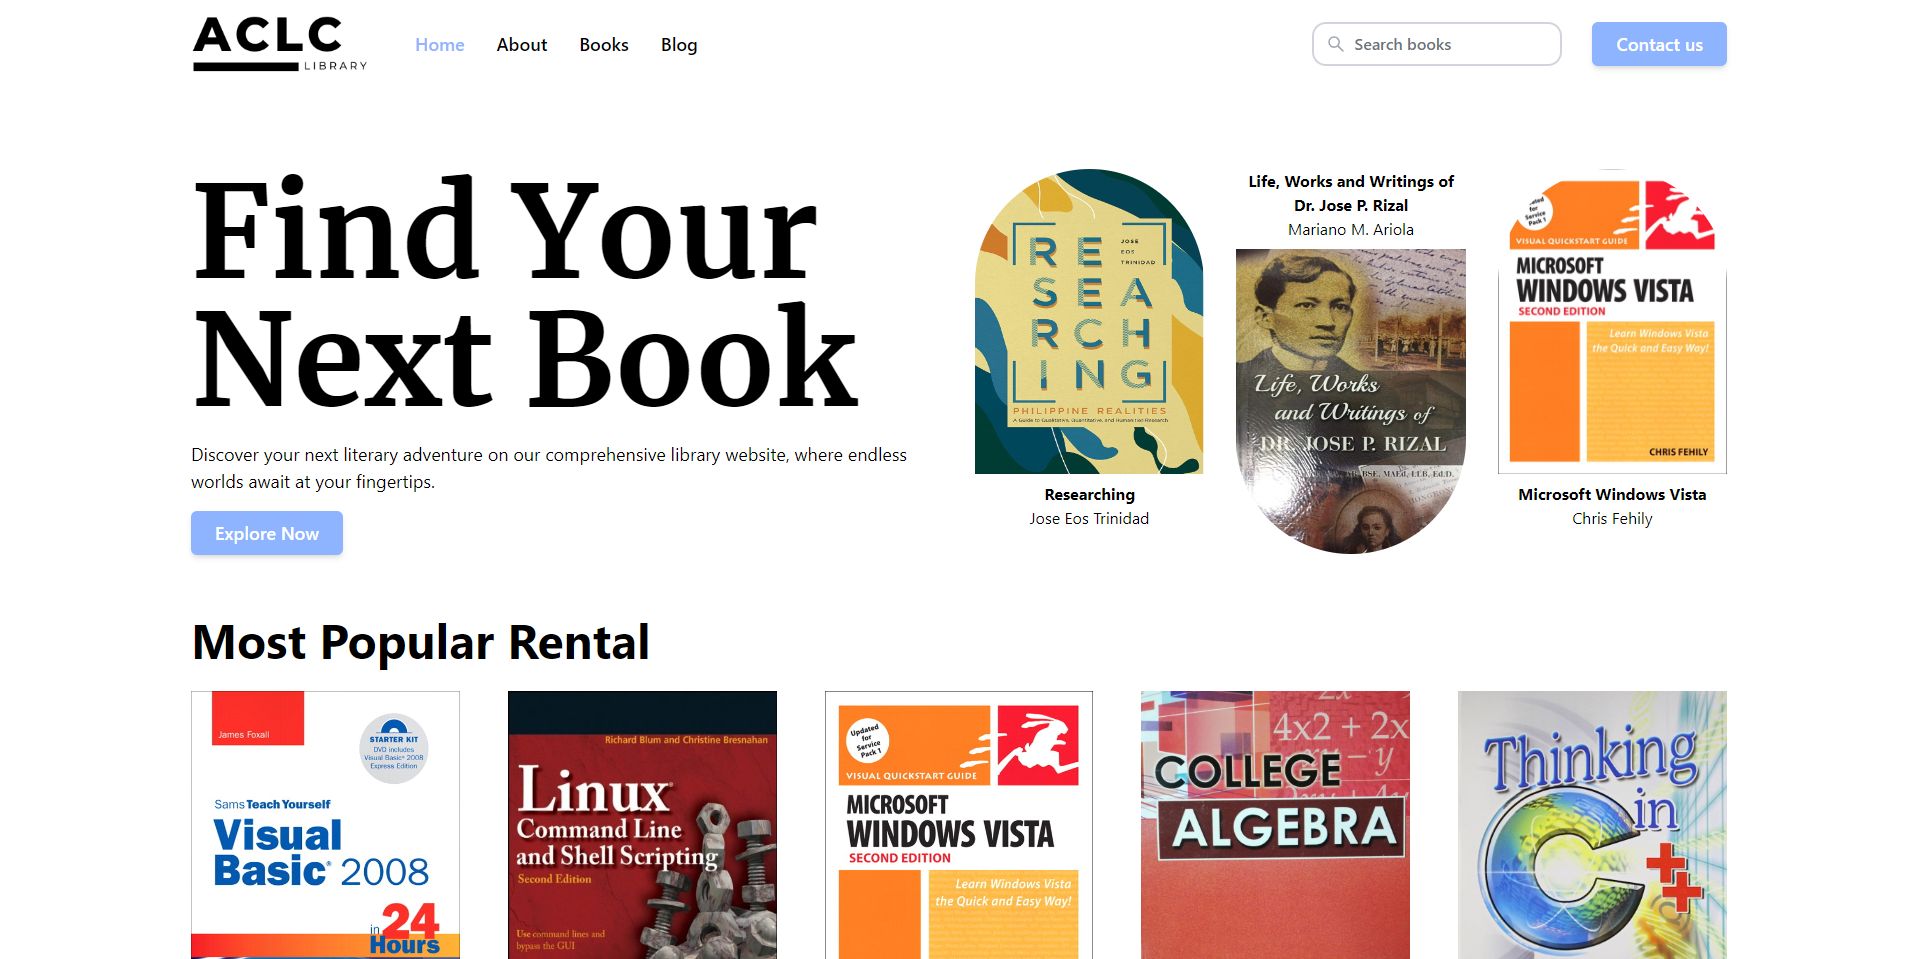 ACLC
LIBRARY
Home
About
Books
Blog
Search books
Contact us
Find Your
Next Book
Discover your next literary adventure on our comprehensive library website, where endless
worlds await at your fingertips.
Explore Now
JOSE
EOS
TRINIDAD
RE
SEA
RCH
ING
PHILIPPINE REALITIES
A Guide to Qualitative, Quantitative, and Humanities Research
Researching
Jose Eos Trinidad
Life, Works and Writings of
Dr. Jose P. Rizal
Mariano M. Ariola
Life, Works
and Writings of
DR. JOSE P. RIZAL
BSE, MAEd, LLB, Ed.D.
for
Service
Pack 1
VISUAL QUICKSTART GUIDE
MICROSOFT
WINDOWS VISTA
SECOND EDITION
Learn Windows Vista
the Quick and Easy Way!
CHRIS FEHILY
Microsoft Windows Vista
Chris Fehily
Most Popular Rental
James Foxall
STARTER KIT
DVD includes
Visual Basic® 2008
Express Edition
Sams Teach Yourself
Visual
Basic® 2008
in 24
Hours
Richard Blum and Christine Bresnahan
Linux®
Command Line
and Shell Scripting
Second Edition
Use command lines and
bypass the GUI
Updated
for
Service
Pack 1
VISUAL QUICKSTART GUIDE
MICROSOFT
WINDOWS VISTA
SECOND EDITION
Learn Windows Vista
the Quick and Easy Way!
4x2 + 2x
COLLEGE
ALGEBRA
Thinking
in
C++